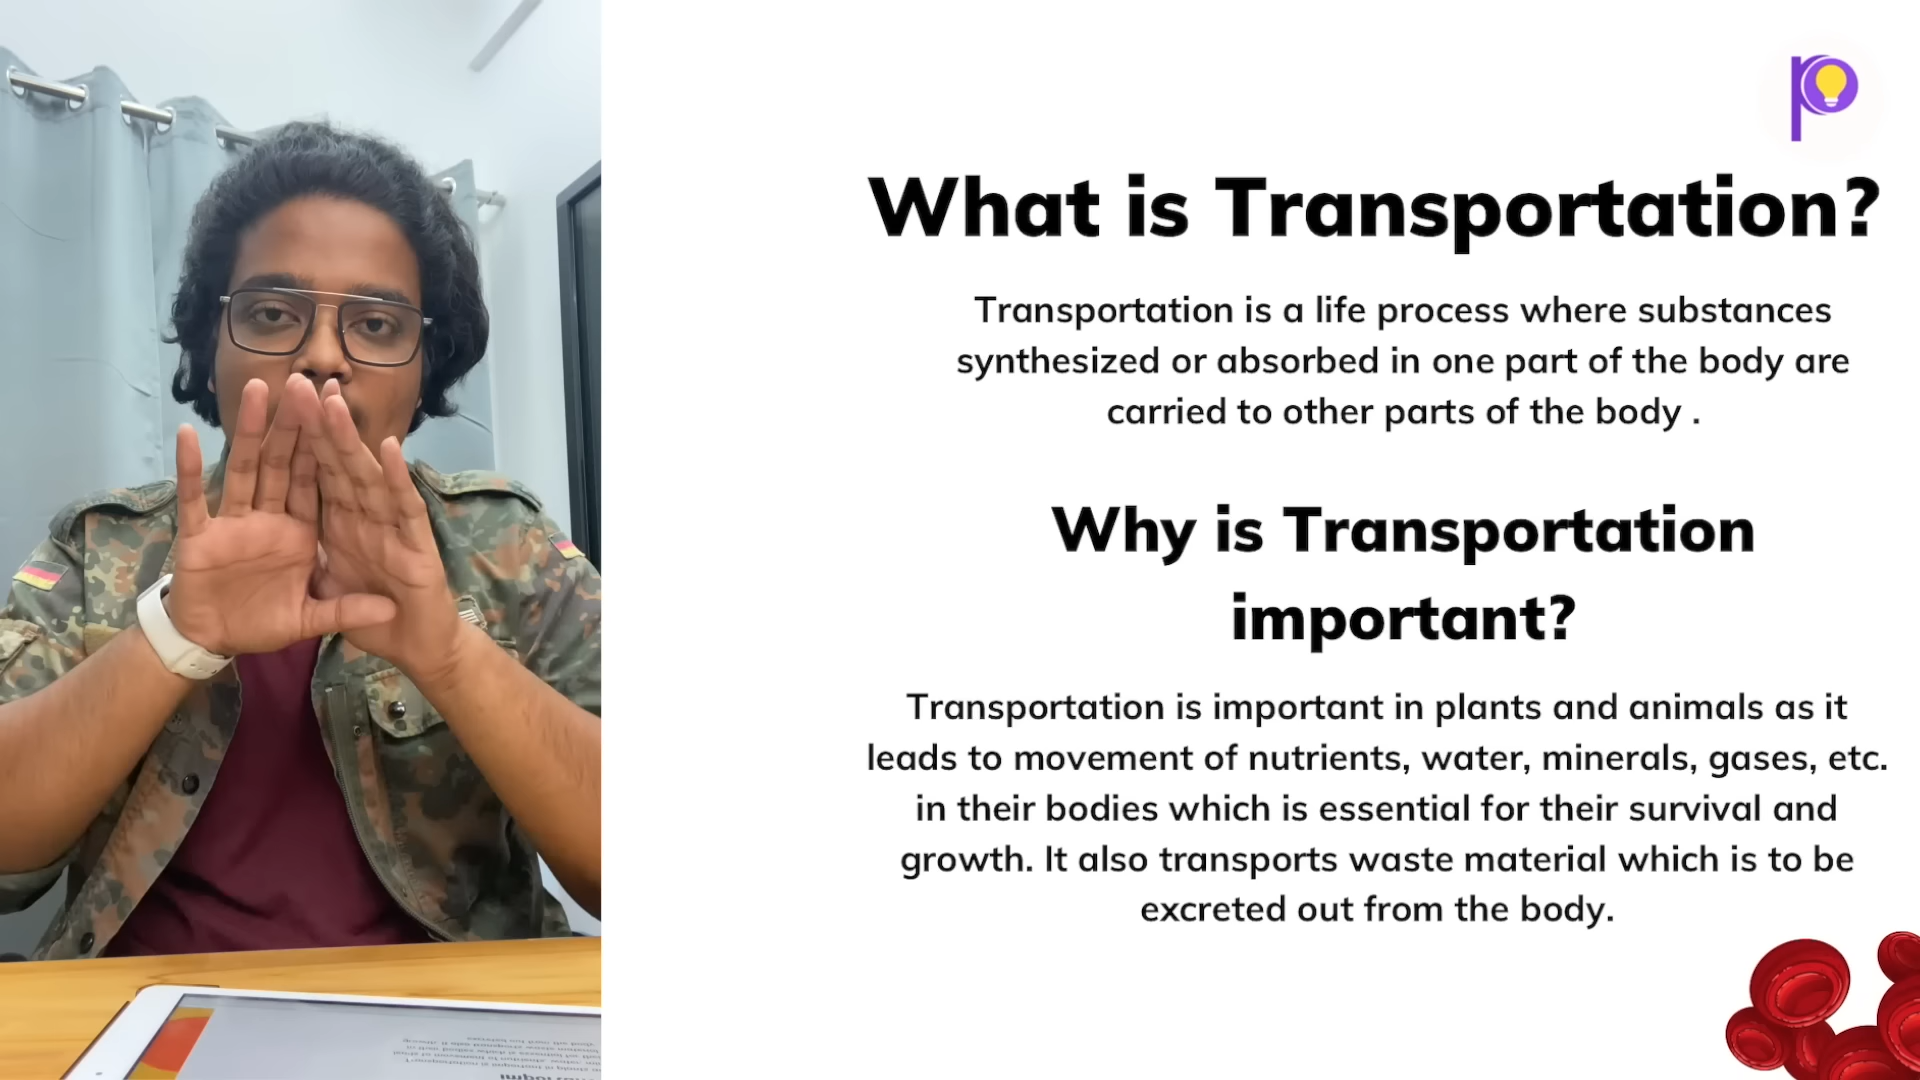 What is Transportation?
Transportation is a life process where substances
synthesized or absorbed in one part of the body are
carried to other parts of the body .
Why is Transportation
important?
Transportation is important in plants and animals as it
leads to movement of nutrients, water, minerals, gases, etc.
in their bodies which is essential for their survival and
growth. It also transports waste material which is to be
excreted out from the body.